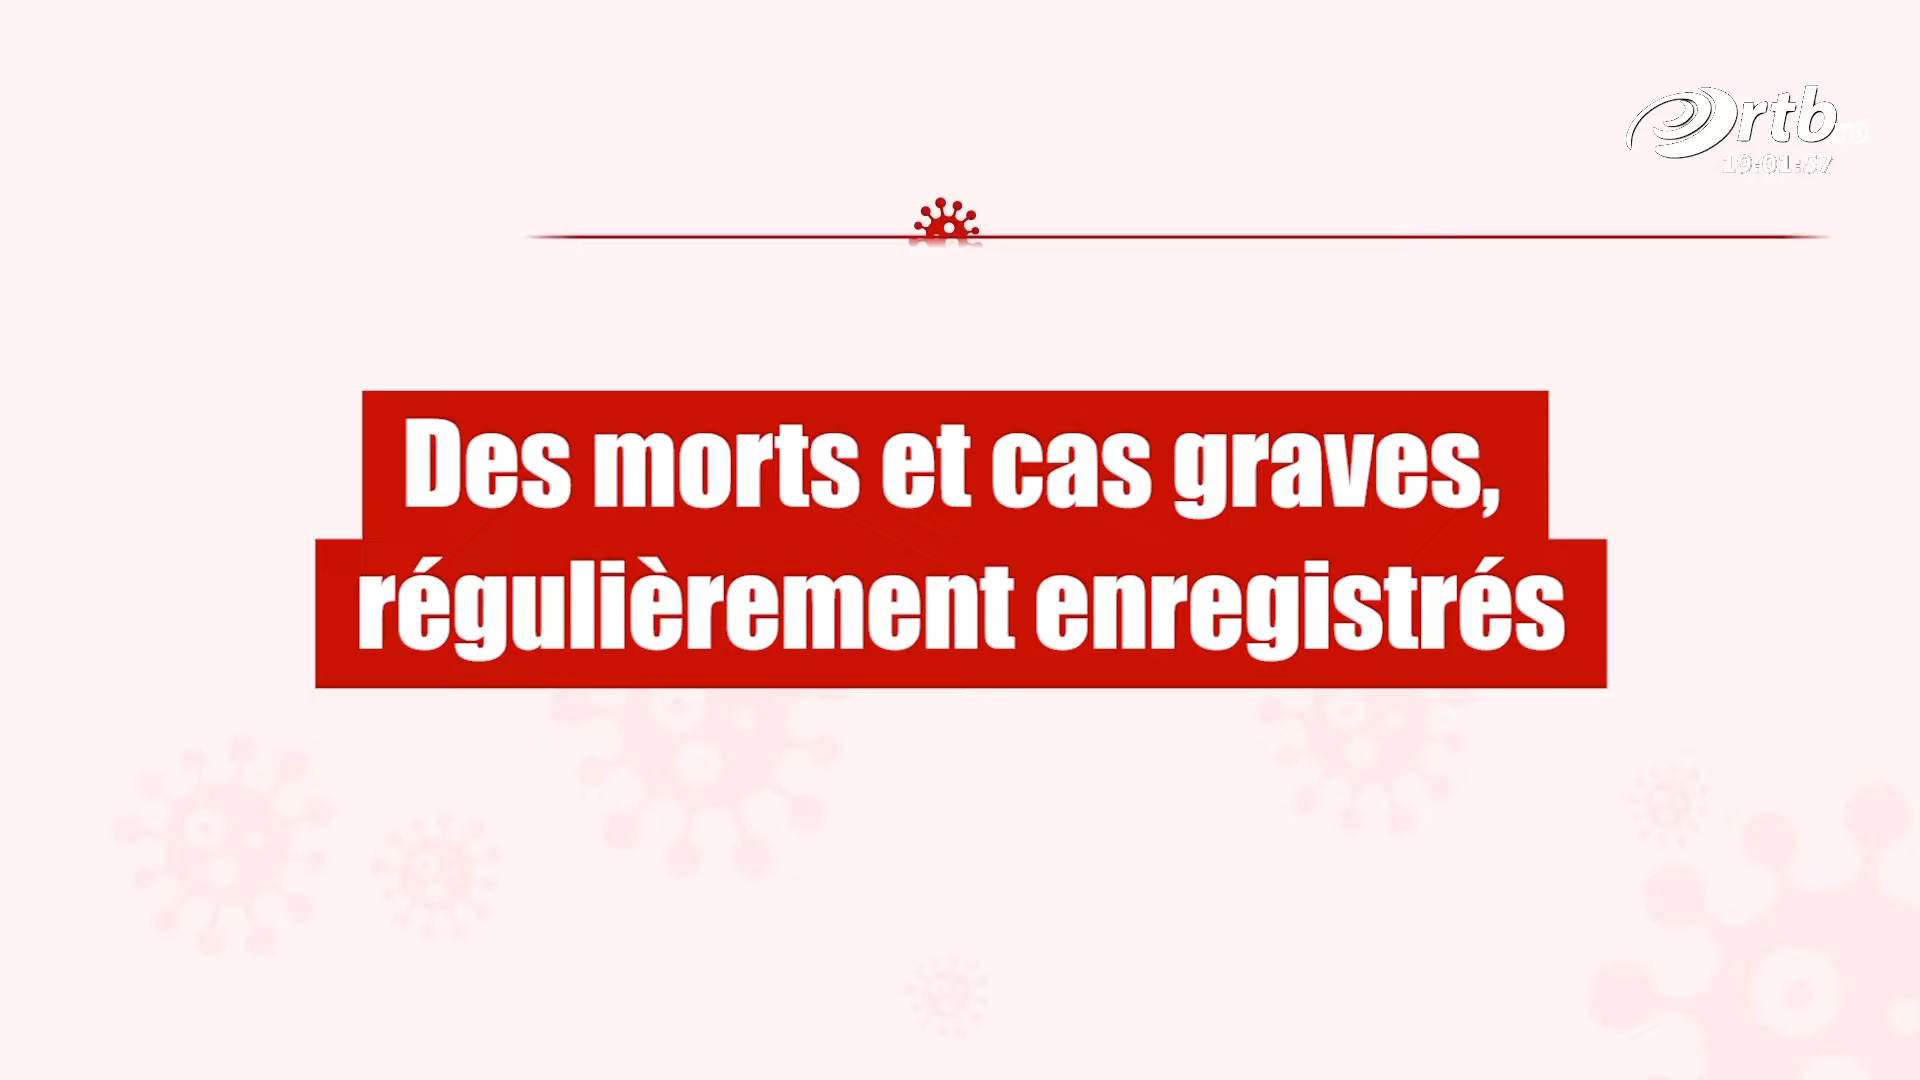 rtb
19:01:57
Des morts et cas graves,
régulièrement enregistrés